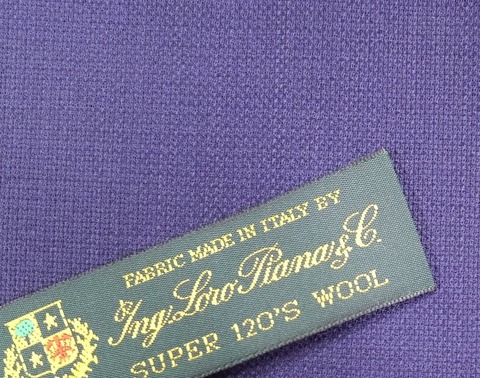 FABRIC MADE IN ITALY BY
Ing. Loro Piana & C.
SUPER 120'S WOOL